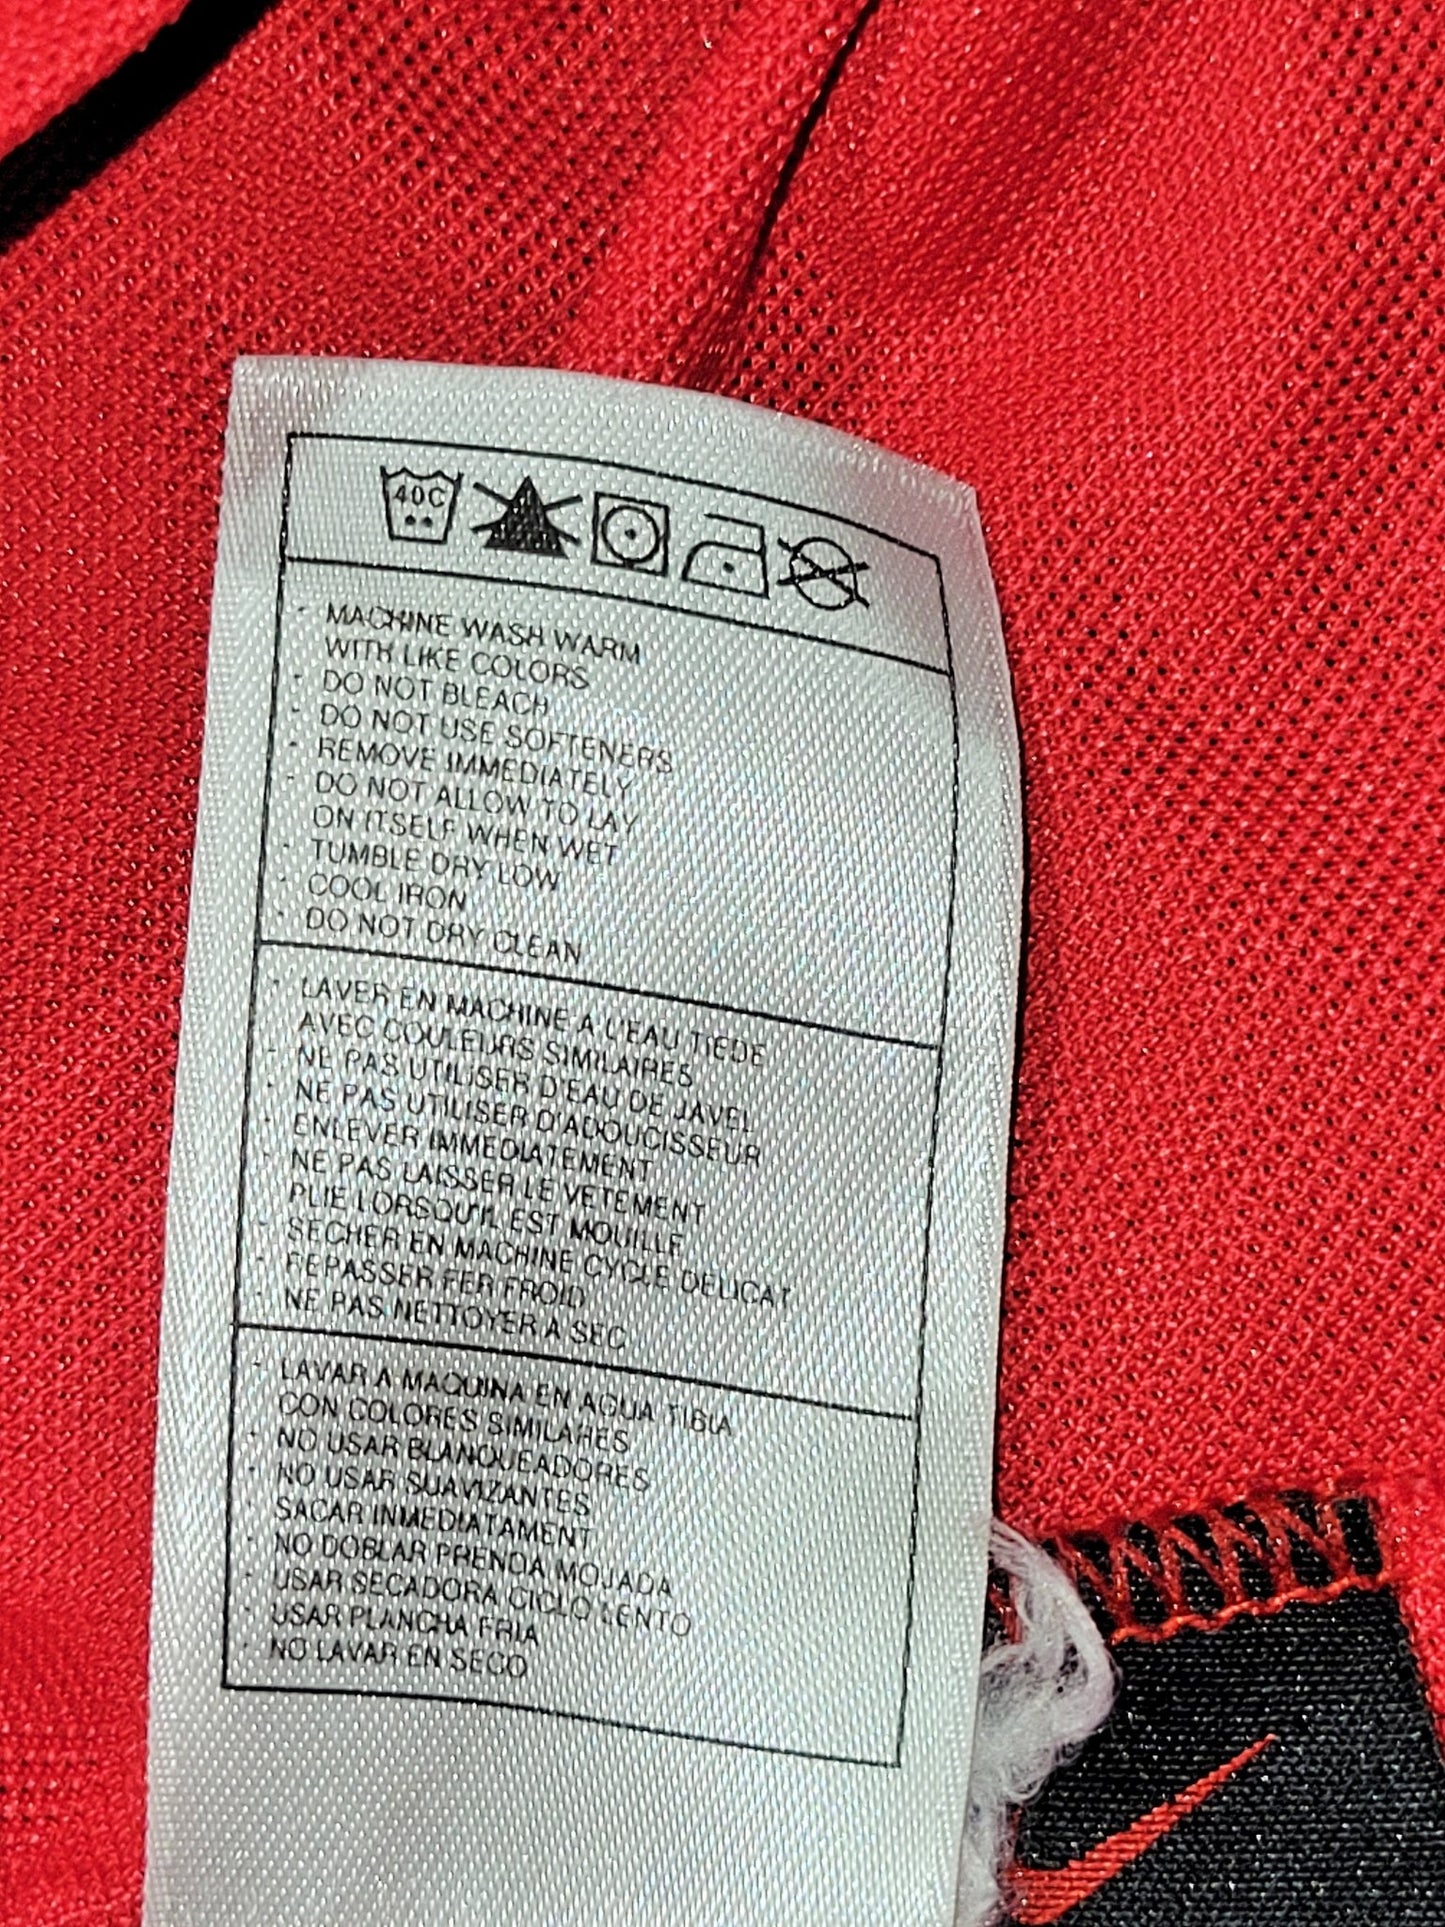 40C
- MACHINE WASH WARM
WITH LIKE COLORS
- DO NOT BLEACH
- DO NOT USE SOFTENERS
- REMOVE IMMEDIATELY
- DO NOT ALLOW TO LAY
ON ITSELF WHEN WET
- TUMBLE DRY LOW
- COOL IRON
- DO NOT DRY CLEAN
- LAVER EN MACHINE A L'EAU TIEDE
AVEC COULEURS SIMILAIRES
- NE PAS UTILISER D'EAU DE JAVEL
- NE PAS UTILISER D'ADOUCISSEUR
- ENLEVER IMMEDIATEMENT
- NE PAS LAISSER LE VETEMENT
PLIE LORSQU'IL EST MOUILLE
- SECHER EN MACHINE CYCLE DELICAT
- REPASSER FER FROID
- NE PAS NETTOYER A SEC
- LAVAR A MAQUINA EN AGUA TIBIA
CON COLORES SIMILARES
- NO USAR BLANQUEADORES
- NO USAR SUAVIZANTES
- SACAR INMEDIATAMENT
- NO DOBLAR PRENDA MOJADA
- USAR SECADORA CICLO LENTO
- USAR PLANCHA FRIA
- NO LAVAR EN SECO